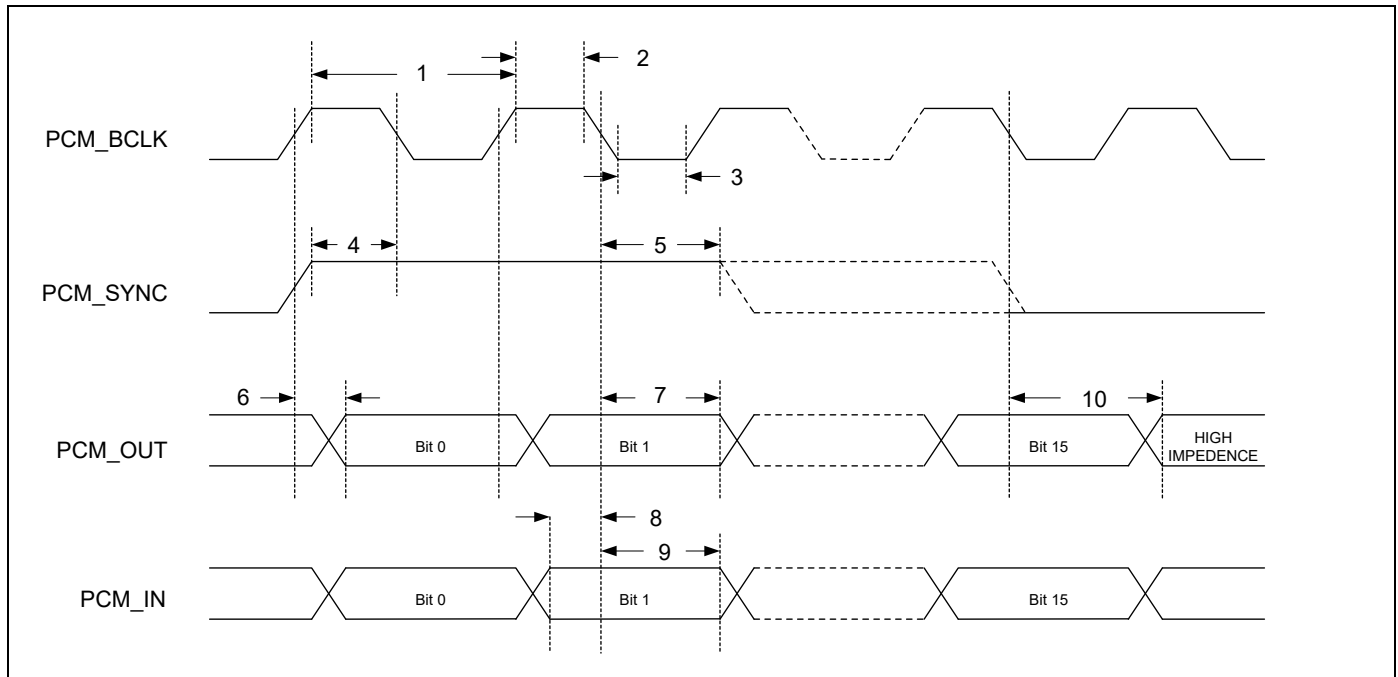 1
2
PCM_BCLK
3
4
5
PCM_SYNC
6
7
10
PCM_OUT
Bit 0
Bit 1
Bit 15
HIGH
IMPEDENCE
8
9
PCM_IN
Bit 0
Bit 1
Bit 15